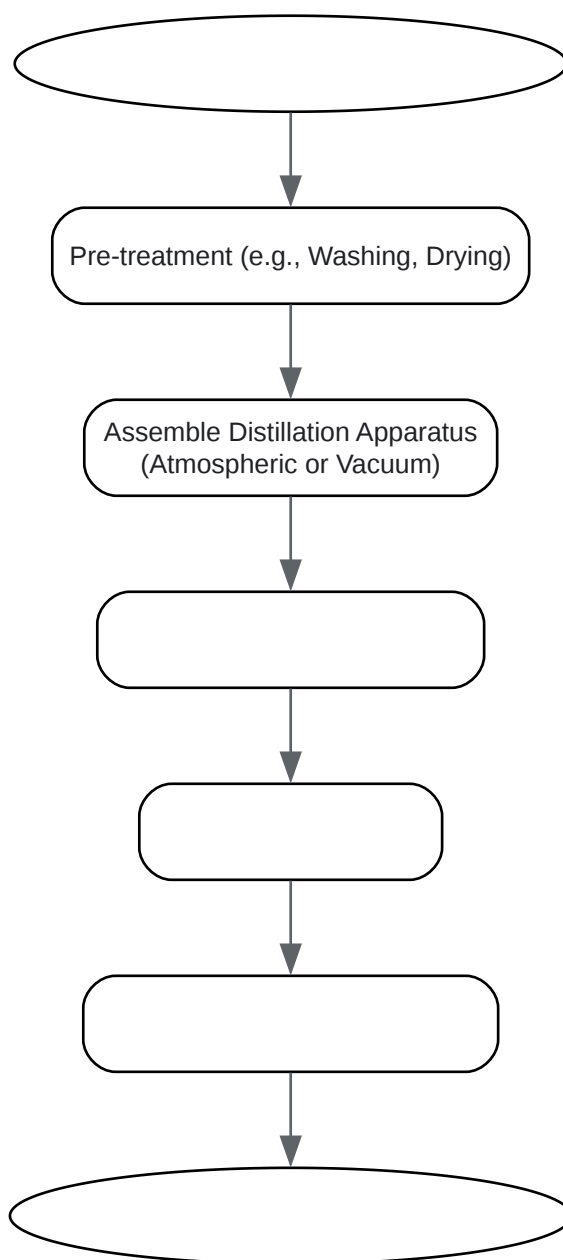 Pre-treatment (e.g., Washing, Drying)
Assemble Distillation Apparatus
(Atmospheric or Vacuum)